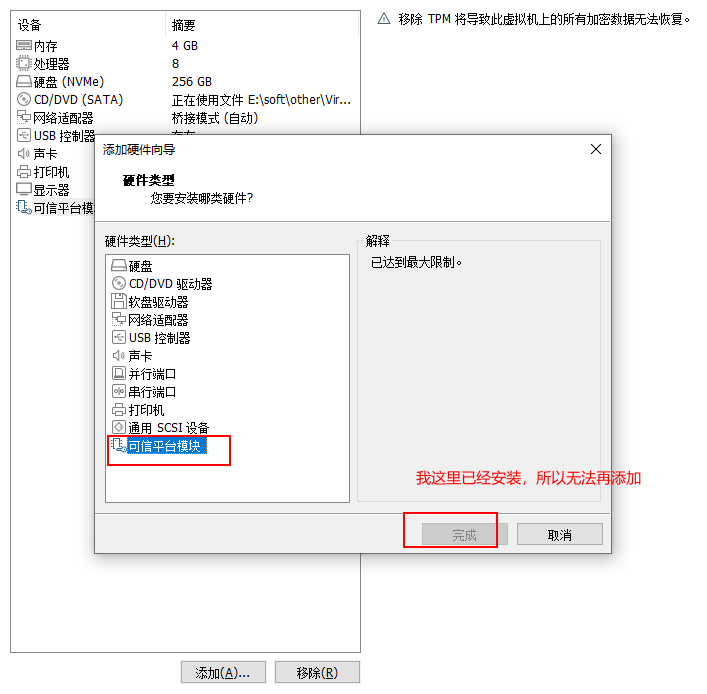 设备 摘要
内存 4 GB
处理器 8
硬盘 (NVMe) 256 GB
CD/DVD (SATA) 正在使用文件 E:\soft\other\Vir...
网络适配器 桥接模式 (自动)
USB 控制器
声卡
打印机
显示器
可信平台模
移除 TPM 将导致此虚拟机上的所有加密数据无法恢复。
添加硬件向导
硬件类型
您要安装哪类硬件?
硬件类型(H):
硬盘
CD/DVD 驱动器
软盘驱动器
网络适配器
USB 控制器
声卡
并行端口
串行端口
打印机
通用 SCSI 设备
可信平台模块
解释
已达到最大限制。
我这里已经安装，所以无法再添加
完成 取消
添加(A)... 移除(R)